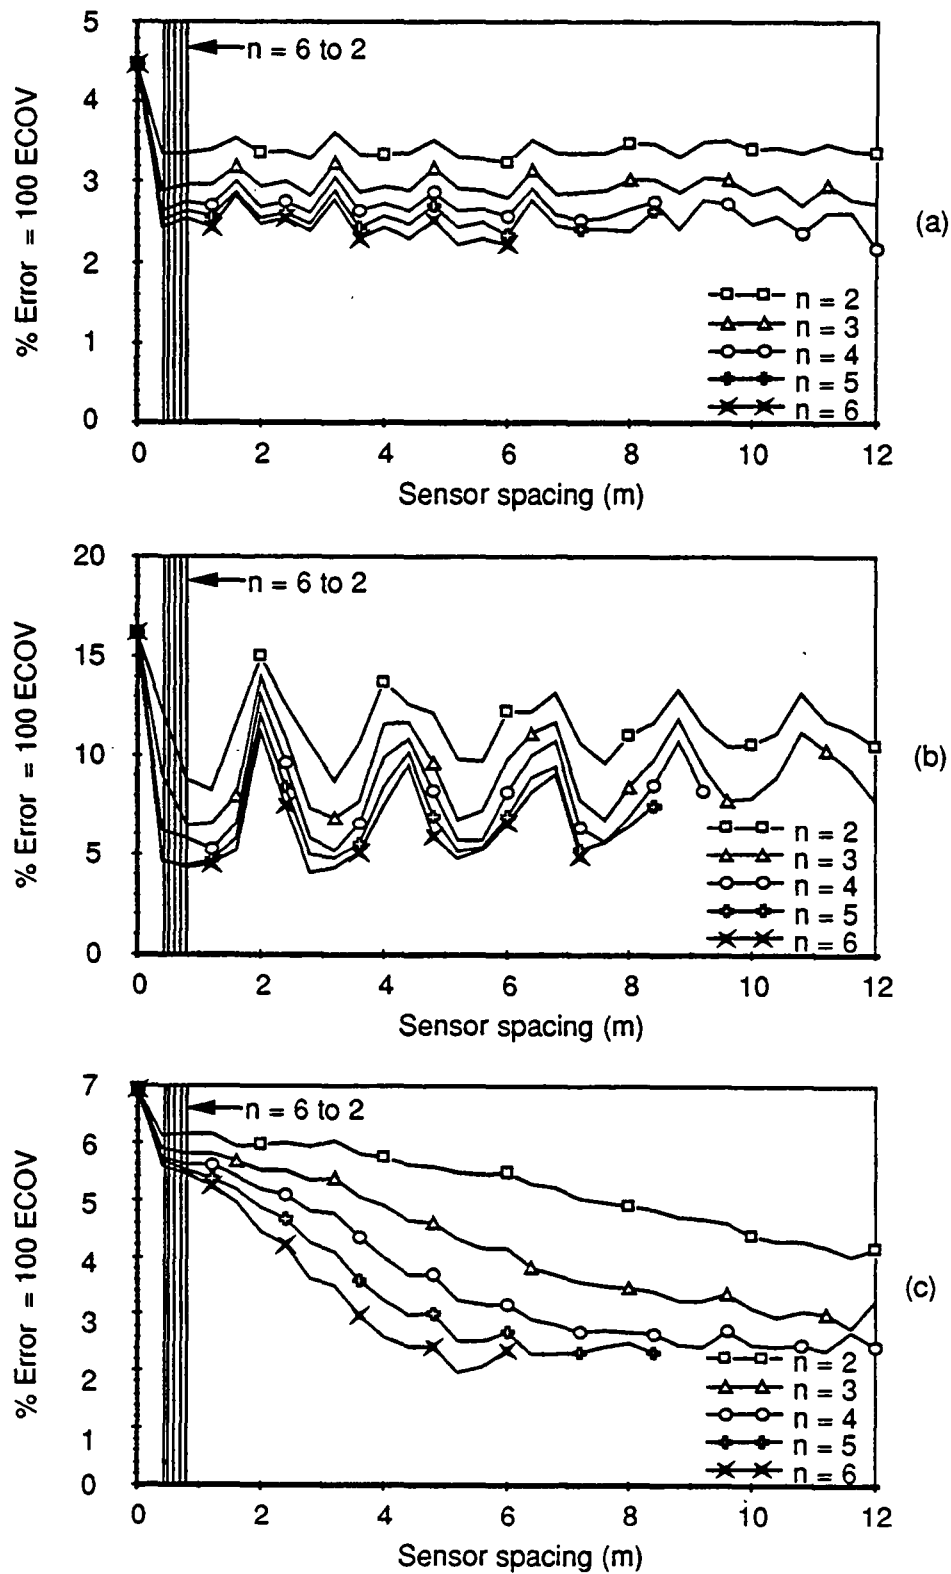 5
4
3
2
1
0
% Error = 100 ECOV
n = 6 to 2
n = 2
n = 3
n = 4
n = 5
n = 6
0 2 4 6 8 10 12
Sensor spacing (m)
(a)
20
15
10
5
0
% Error = 100 ECOV
n = 6 to 2
n = 2
n = 3
n = 4
n = 5
n = 6
0 2 4 6 8 10 12
Sensor spacing (m)
(b)
7
6
5
4
3
2
1
0
% Error = 100 ECOV
n = 6 to 2
n = 2
n = 3
n = 4
n = 5
n = 6
0 2 4 6 8 10 12
Sensor spacing (m)
(c)